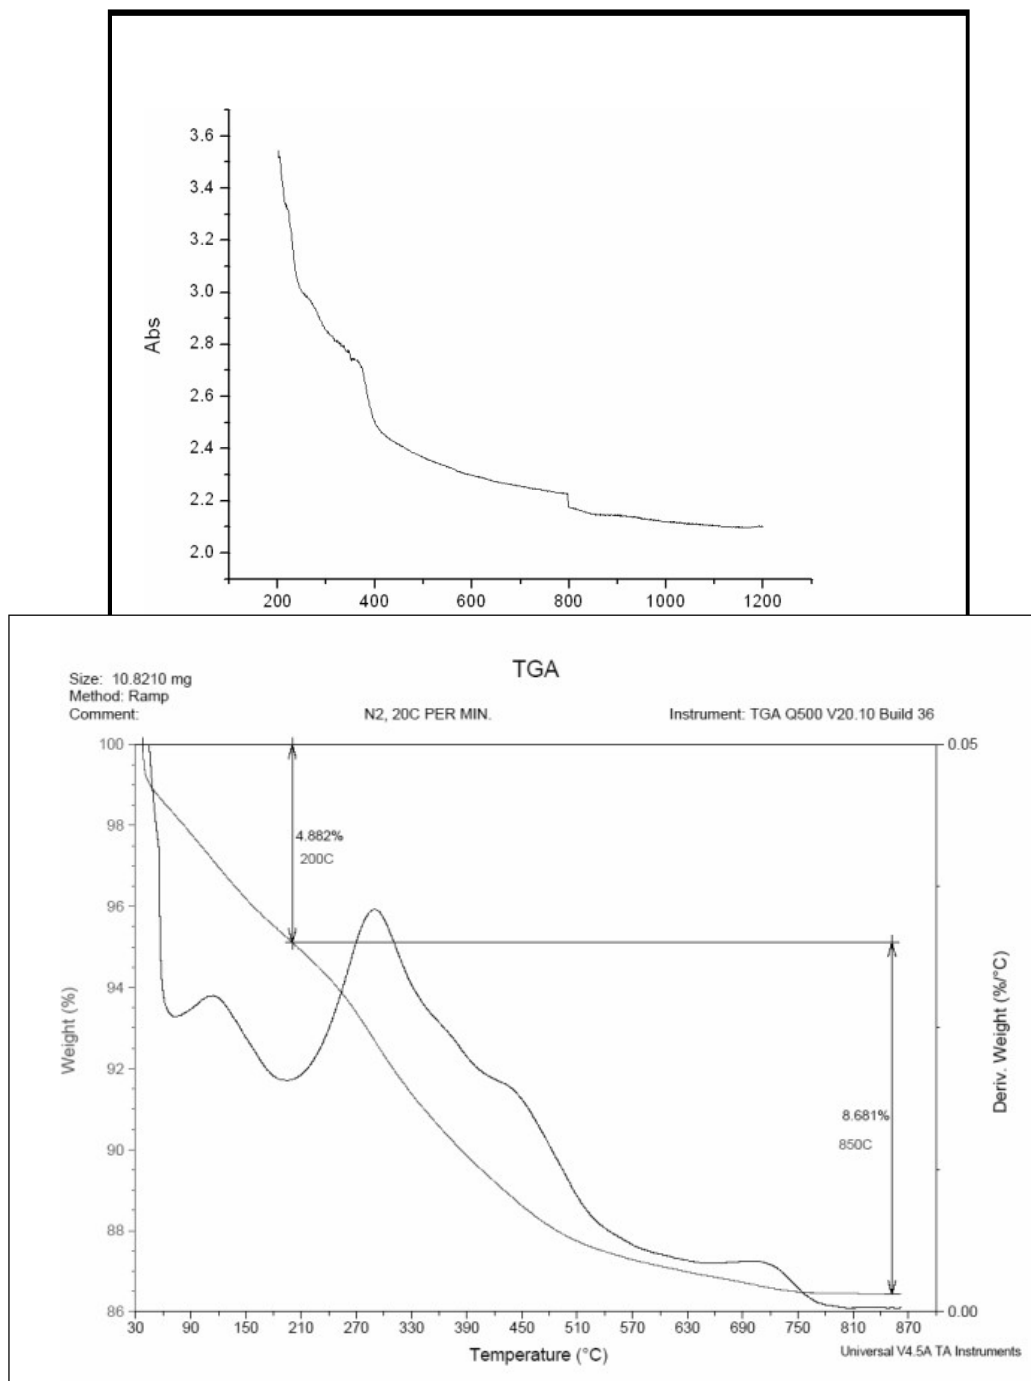 3.6
3.4
3.2
3.0
2.8
2.6
2.4
2.2
2.0
Abs
200 400 600 800 1000 1200
TGA
Size: 10.8210 mg
Method: Ramp
Comment: N2, 20C PER MIN. Instrument: TGA Q500 V20.10 Build 36
100 0.05
98
96
94
92
90
88
86 0.00
Weight (%)
4.882%
200C
8.681%
850C
Deriv. Weight (%/°C)
30 90 150 210 270 330 390 450 510 570 630 690 750 810 870
Temperature (°C)
Universal V4.5A TA Instruments